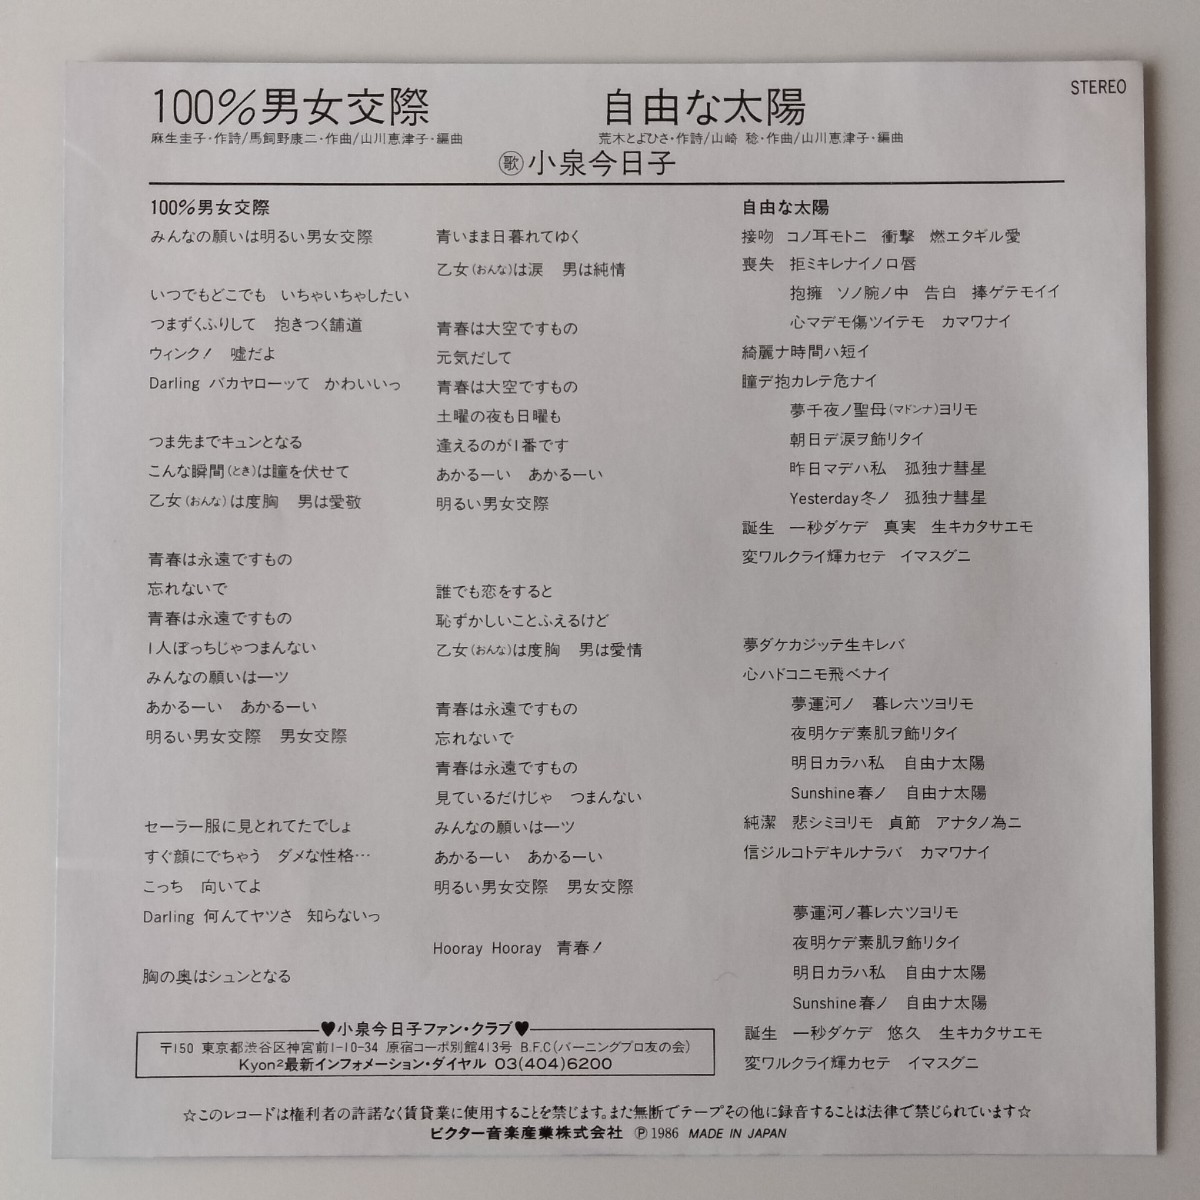 STEREO
100%男女交際
麻生圭子・作詩/馬飼野康二・作曲/山川恵津子・編曲
自由な太陽
荒木とよひさ・作詩/山崎 稔・作曲/山川恵津子・編曲
㊙歌 小泉今日子
100%男女交際
みんなの願いは明るい男女交際
いつでもどこでも いちゃいちゃしたい
つまずくふりして 抱きつく舗道
ウィンク! 嘘だよ
Darling バカヤローッて かわいいっ
つま先までキュンとなる
こんな瞬間(とき)は瞳を伏せて
乙女(おんな)は度胸 男は愛敬
青春は永遠ですもの
忘れないで
青春は永遠ですもの
1人ぼっちじゃつまんない
みんなの願いは一ツ
あかるーい あかるーい
明るい男女交際 男女交際
セーラー服に見とれてたでしょ
すぐ顔にでちゃう ダメな性格…
こっち 向いてよ
Darling 何んてヤツさ 知らないっ
胸の奥はシュンとなる
青いまま日暮れてゆく
乙女(おんな)は涙 男は純情
青春は大空ですもの
元気だして
青春は大空ですもの
土曜の夜も日曜も
逢えるのが1番です
あかるーい あかるーい
明るい男女交際
誰でも恋をすると
恥ずかしいことふえるけど
乙女(おんな)は度胸 男は愛情
青春は永遠ですもの
忘れないで
青春は永遠ですもの
見ているだけじゃ つまんない
みんなの願いは一ツ
あかるーい あかるーい
明るい男女交際 男女交際
Hooray Hooray 青春!
自由な太陽
接吻 コノ耳モトニ 衝撃 燃エタギル愛
喪失 拒ミキレナイノ口唇
抱擁 ソノ腕ノ中 告白 捧ゲテモイイ
心マデモ傷ツイテモ カマワナイ
綺麗ナ時間ハ短イ
瞳デ抱カレテ危ナイ
夢千夜ノ聖母(マドンナ)ヨリモ
朝日デ涙ヲ飾リタイ
昨日マデハ私 孤独ナ彗星
Yesterday冬ノ 孤独ナ彗星
誕生 一秒ダケデ 真実 生キカタサエモ
変ワルクライ輝カセテ イマスグニ
夢ダケカジッテ生キレバ
心ハドコニモ飛ベナイ
夢運河ノ 暮レ六ツヨリモ
夜明ケデ素肌ヲ飾リタイ
明日カラハ私 自由ナ太陽
Sunshine春ノ 自由ナ太陽
純潔 悲シミヨリモ 貞節 アナタノ為ニ
信ジルコトデキルナラバ カマワナイ
夢運河ノ暮レ六ツヨリモ
夜明ケデ素肌ヲ飾リタイ
明日カラハ私 自由ナ太陽
Sunshine春ノ 自由ナ太陽
誕生 一秒ダケデ 悠久 生キカタサエモ
変ワルクライ輝カセテ イマスグニ
♥小泉今日子ファン・クラブ♥
〒150 東京都渋谷区神宮前1-10-34 原宿コーポ別館413号 B.F.C(バーニングプロ友の会)
Kyon²最新インフォメーション・ダイヤル 03(404)6200
☆このレコードは権利者の許諾なく賃貸業に使用することを禁じます。また無断でテープその他に録音することは法律で禁じられています☆
ビクター音楽産業株式会社 Ⓟ1986 MADE IN JAPAN